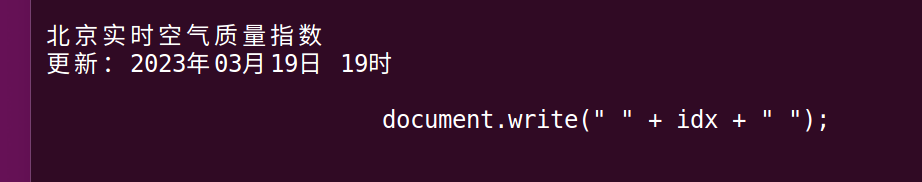 北京实时空气质量指数
更新：2023年03月19日 19时
document.write(" " + idx + " ");